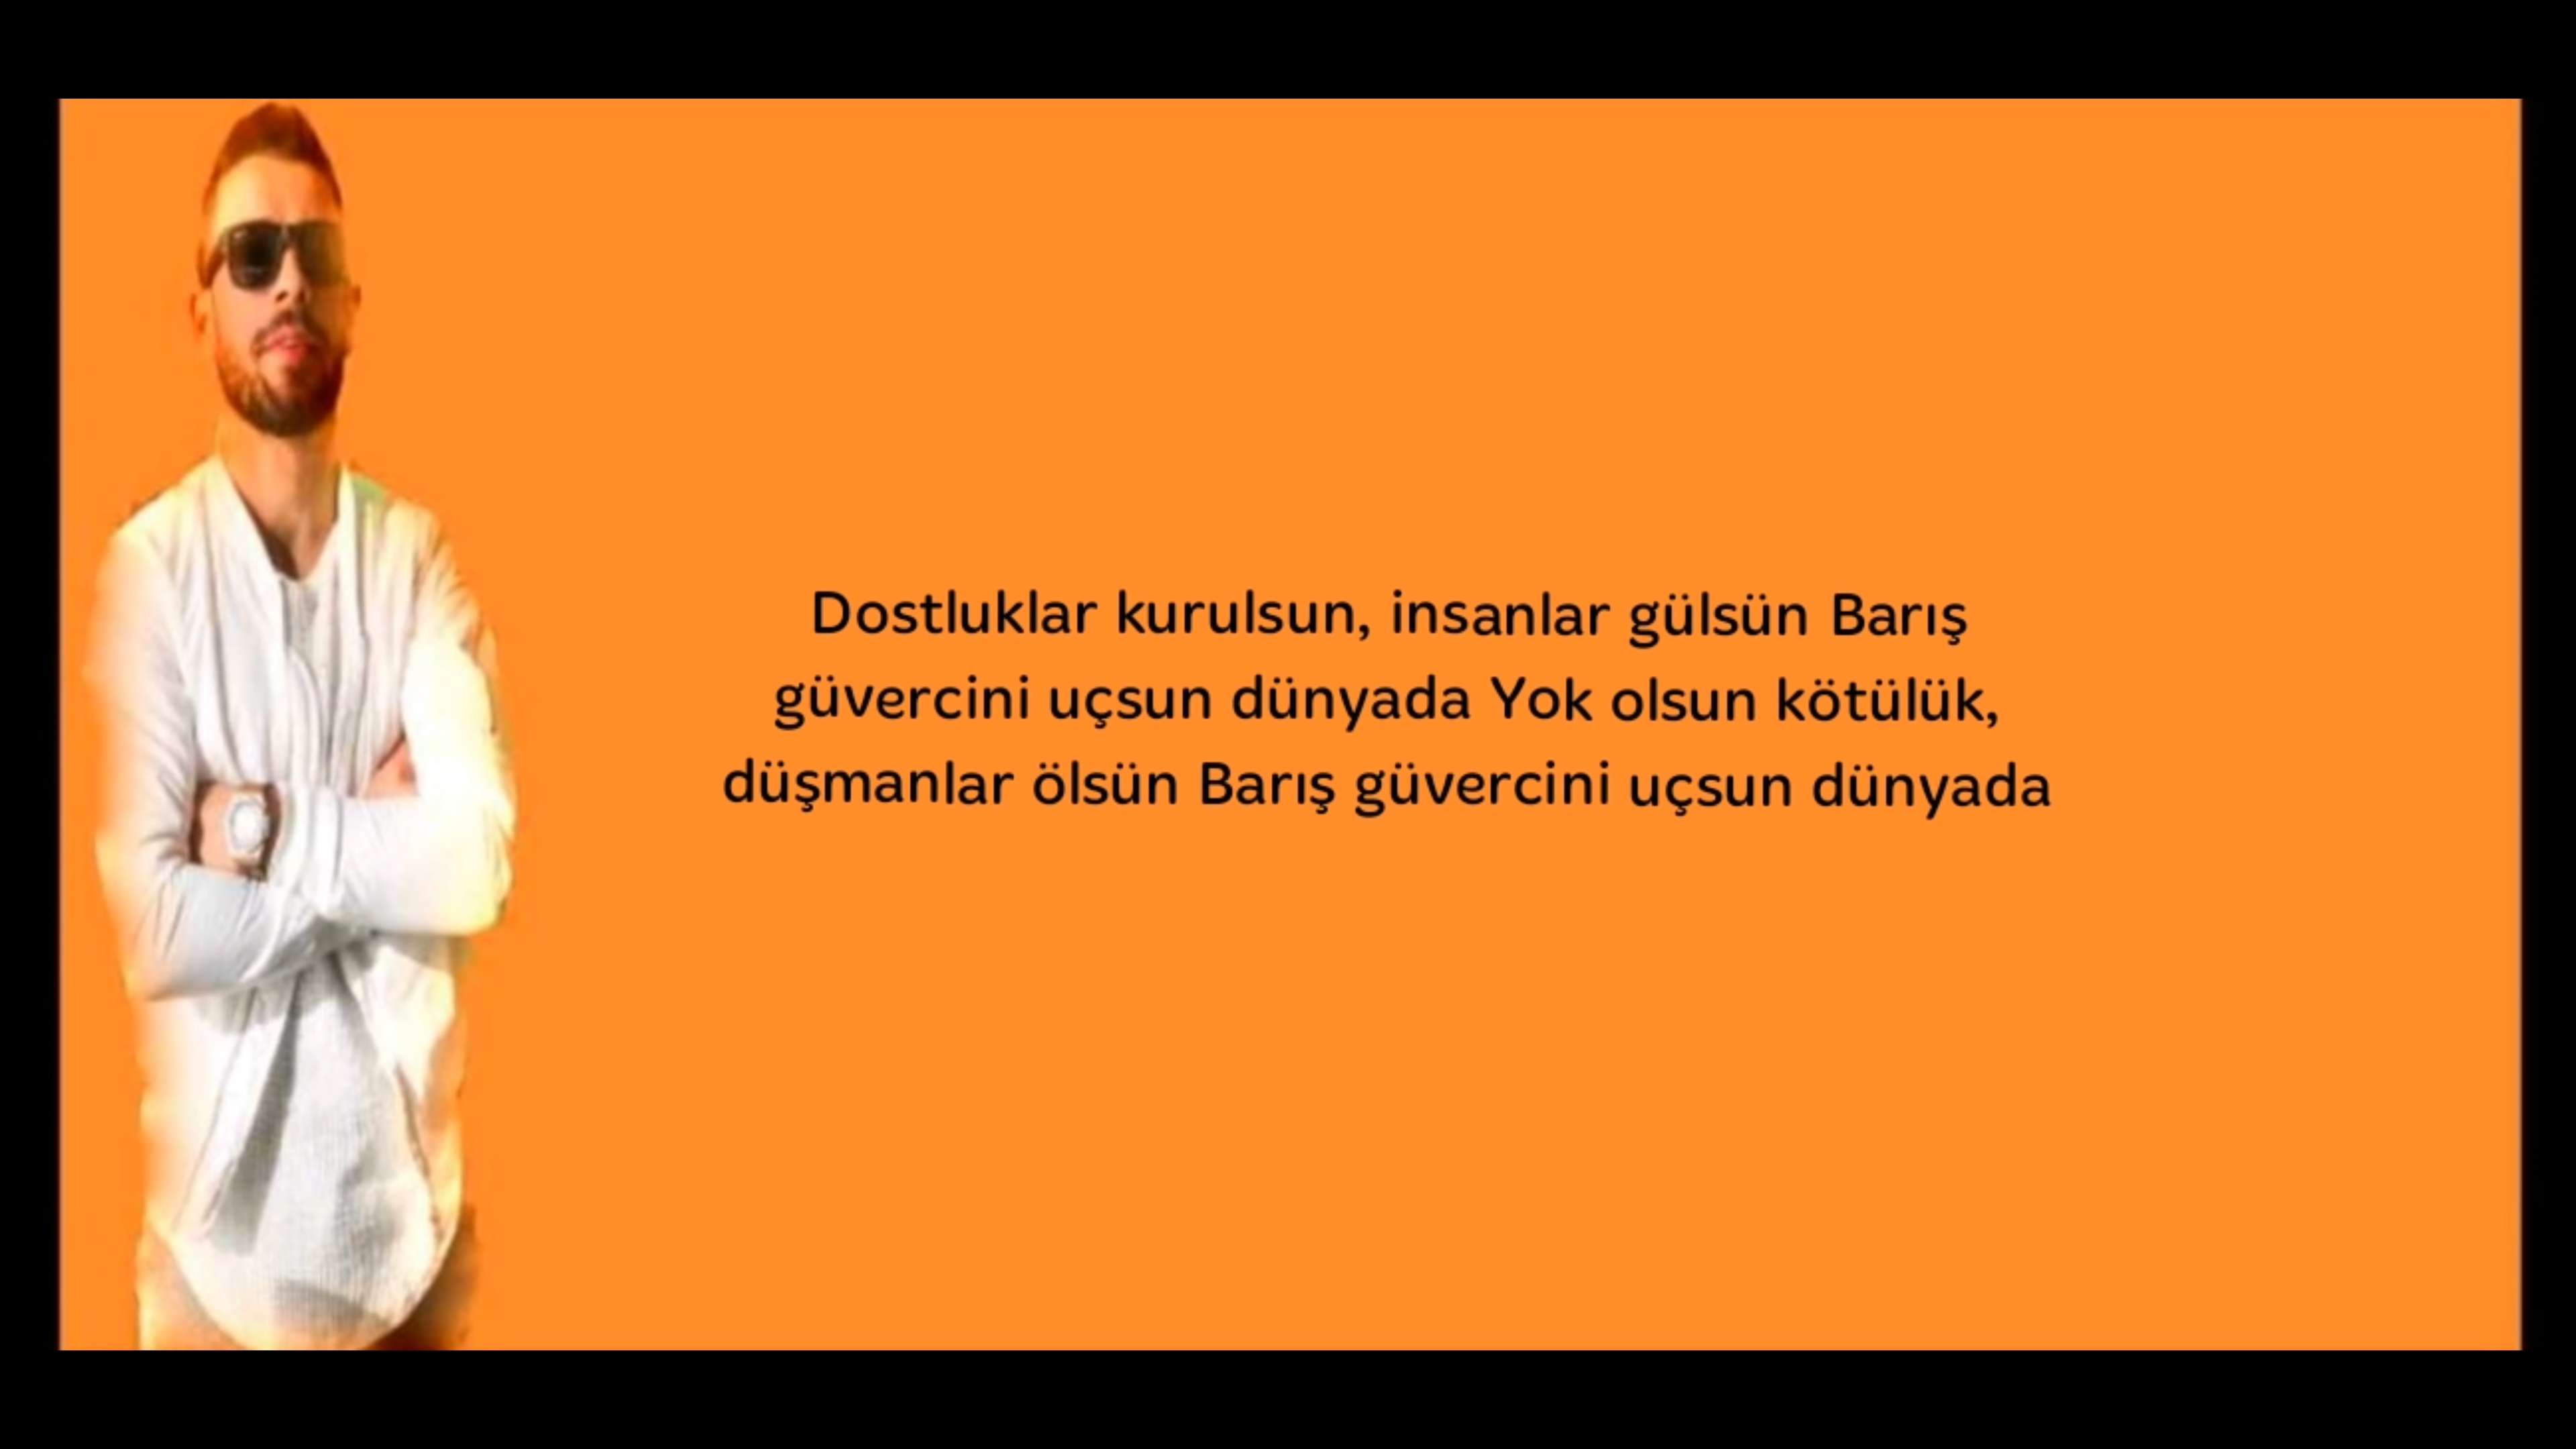 Dostluklar kurulsun, insanlar gülsün Barış
güvercini uçsun dünyada Yok olsun kötülük,
düşmanlar ölsün Barış güvercini uçsun dünyada